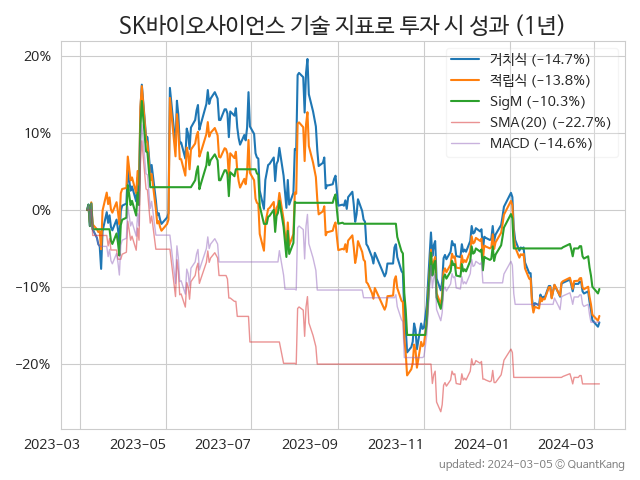 SK바이오사이언스 기술 지표로 투자 시 성과 (1년)
거치식 (−14.7%)
적립식 (−13.8%)
SigM (−10.3%)
SMA(20) (−22.7%)
MACD (−14.6%)
20%
10%
0%
−10%
−20%
2023-03 2023-05 2023-07 2023-09 2023-11 2024-01 2024-03
updated: 2024-03-05 ⓒ QuantKang